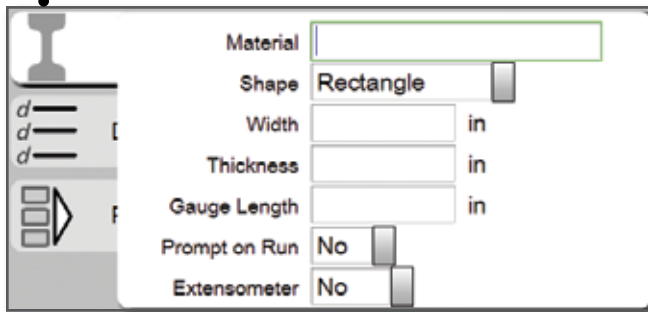 Material
Shape Rectangle
d
d
d
Width in
Thickness in
Gauge Length in
Prompt on Run No
Extensometer No